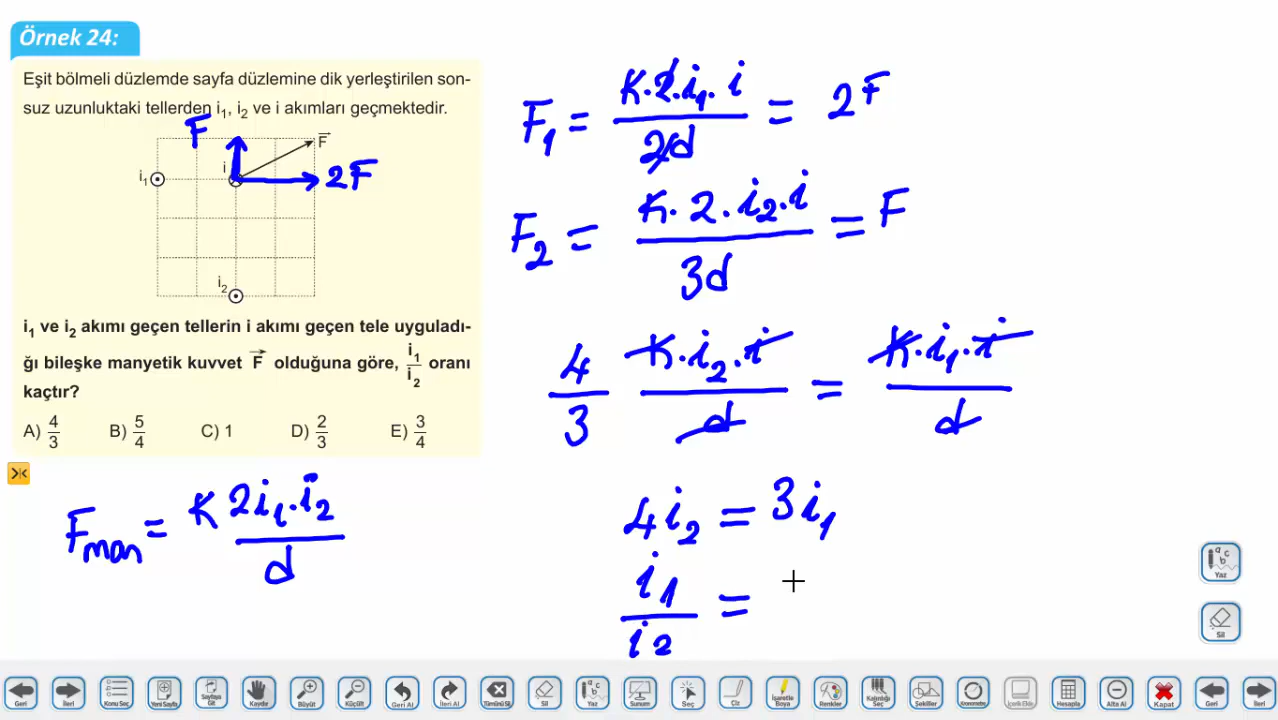 Örnek 24:
Eşit bölmeli düzlemde sayfa düzlemine dik yerleştirilen son-
suz uzunluktaki tellerden i₁, i₂ ve i akımları geçmektedir.
F
F⃗
i₁
i
2F
i₂
i₁ ve i₂ akımı geçen tellerin i akımı geçen tele uyguladı-
ğı bileşke manyetik kuvvet F⃗ olduğuna göre, i₁/i₂ oranı
kaçtır?
A) 4/3 B) 5/4 C) 1 D) 2/3 E) 3/4
F₁ = K.2.i₁.i/2d = 2F
F₂ = K.2.i₂.i/3d = F
4/3 K.i₂.i/d = K.i₁.i/d
F man = K 2i₁.i₂/d
4i₂ = 3i₁
i₁/i₂ =
a b c
Yaz
Sil
Geri İleri Konu Seç Yeni Sayfa Sayfaya Git Kaydır Büyüt Küçült Geri Al İleri Al Tümünü Sil Sil Yaz Sunum Seç Çiz İşaretle Boya Renkler Kalınlığı Seç Şekiller Kronometre İçerik Ekle Hesapla Alta Al Kapat Geri İleri